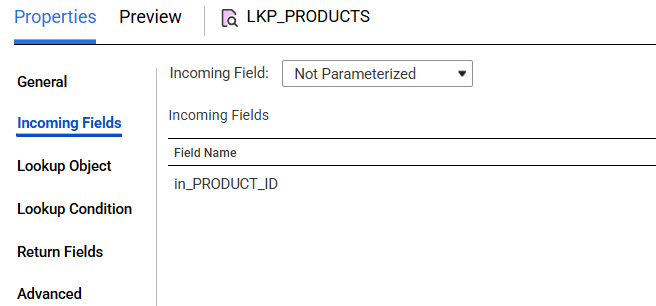 Properties Preview LKP_PRODUCTS
General
Incoming Fields
Lookup Object
Lookup Condition
Return Fields
Advanced
Incoming Field: Not Parameterized
Incoming Fields
Field Name
in_PRODUCT_ID